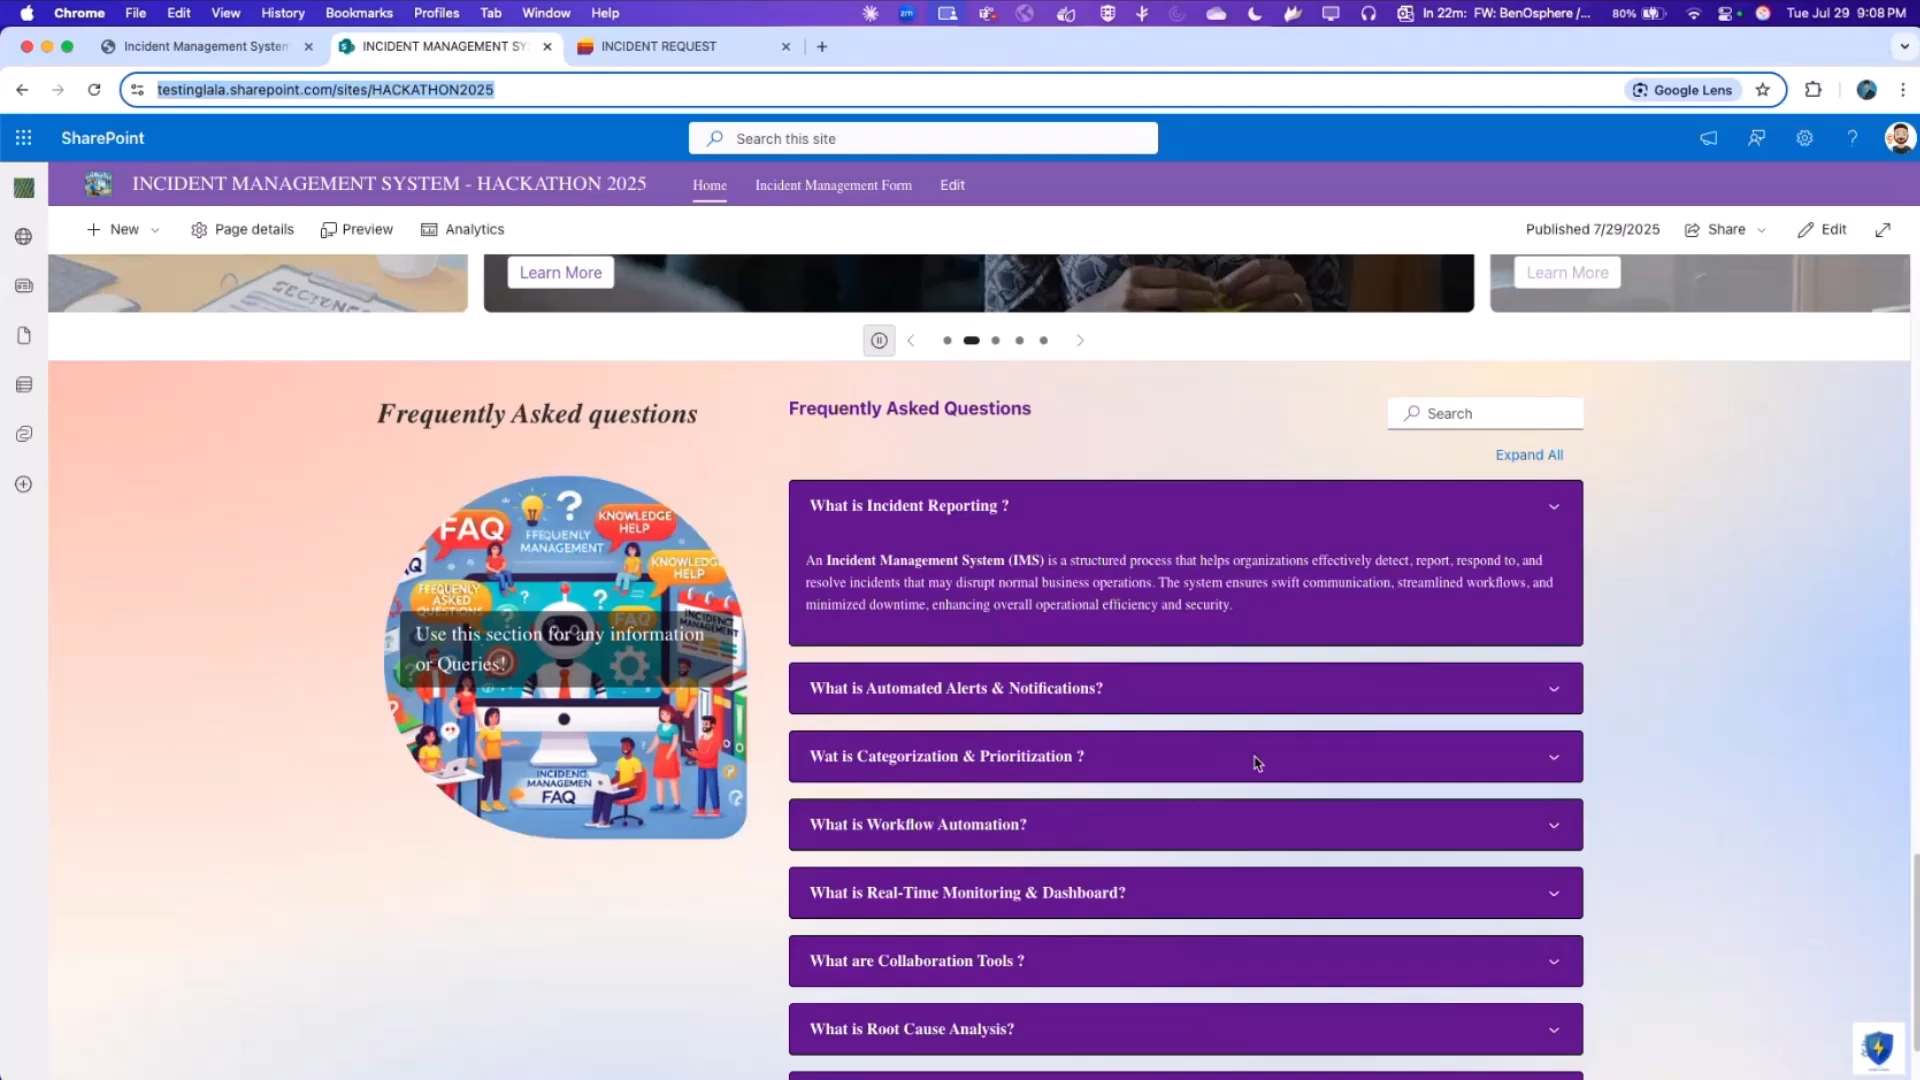 Chrome File Edit View History Bookmarks Profiles Tab Window Help
zm In 22m: FW: BenOsphere /... 80% Tue Jul 29 9:08 PM
Incident Management System INCIDENT MANAGEMENT SY INCIDENT REQUEST
testinglala.sharepoint.com/sites/HACKATHON2025 Google Lens
SharePoint Search this site
INCIDENT MANAGEMENT SYSTEM - HACKATHON 2025 Home Incident Management Form Edit
New Page details Preview Analytics Published 7/29/2025 Share Edit
Learn More Learn More
Frequently Asked questions
FAQ
FFEQUENLY
MANAGEMENT
KNOWLEDGE
HELP
KNOWLEDG
HELP
FFEQUENLY
ASKED
FAQ
INCIDENT
Use this section for any information
or Queries!
INCIDENG
MANAGEMEN
FAQ
Frequently Asked Questions
Search
Expand All
What is Incident Reporting ?
An Incident Management System (IMS) is a structured process that helps organizations effectively detect, report, respond to, and
resolve incidents that may disrupt normal business operations. The system ensures swift communication, streamlined workflows, and
minimized downtime, enhancing overall operational efficiency and security.
What is Automated Alerts & Notifications?
Wat is Categorization & Prioritization ?
What is Workflow Automation?
What is Real-Time Monitoring & Dashboard?
What are Collaboration Tools ?
What is Root Cause Analysis?